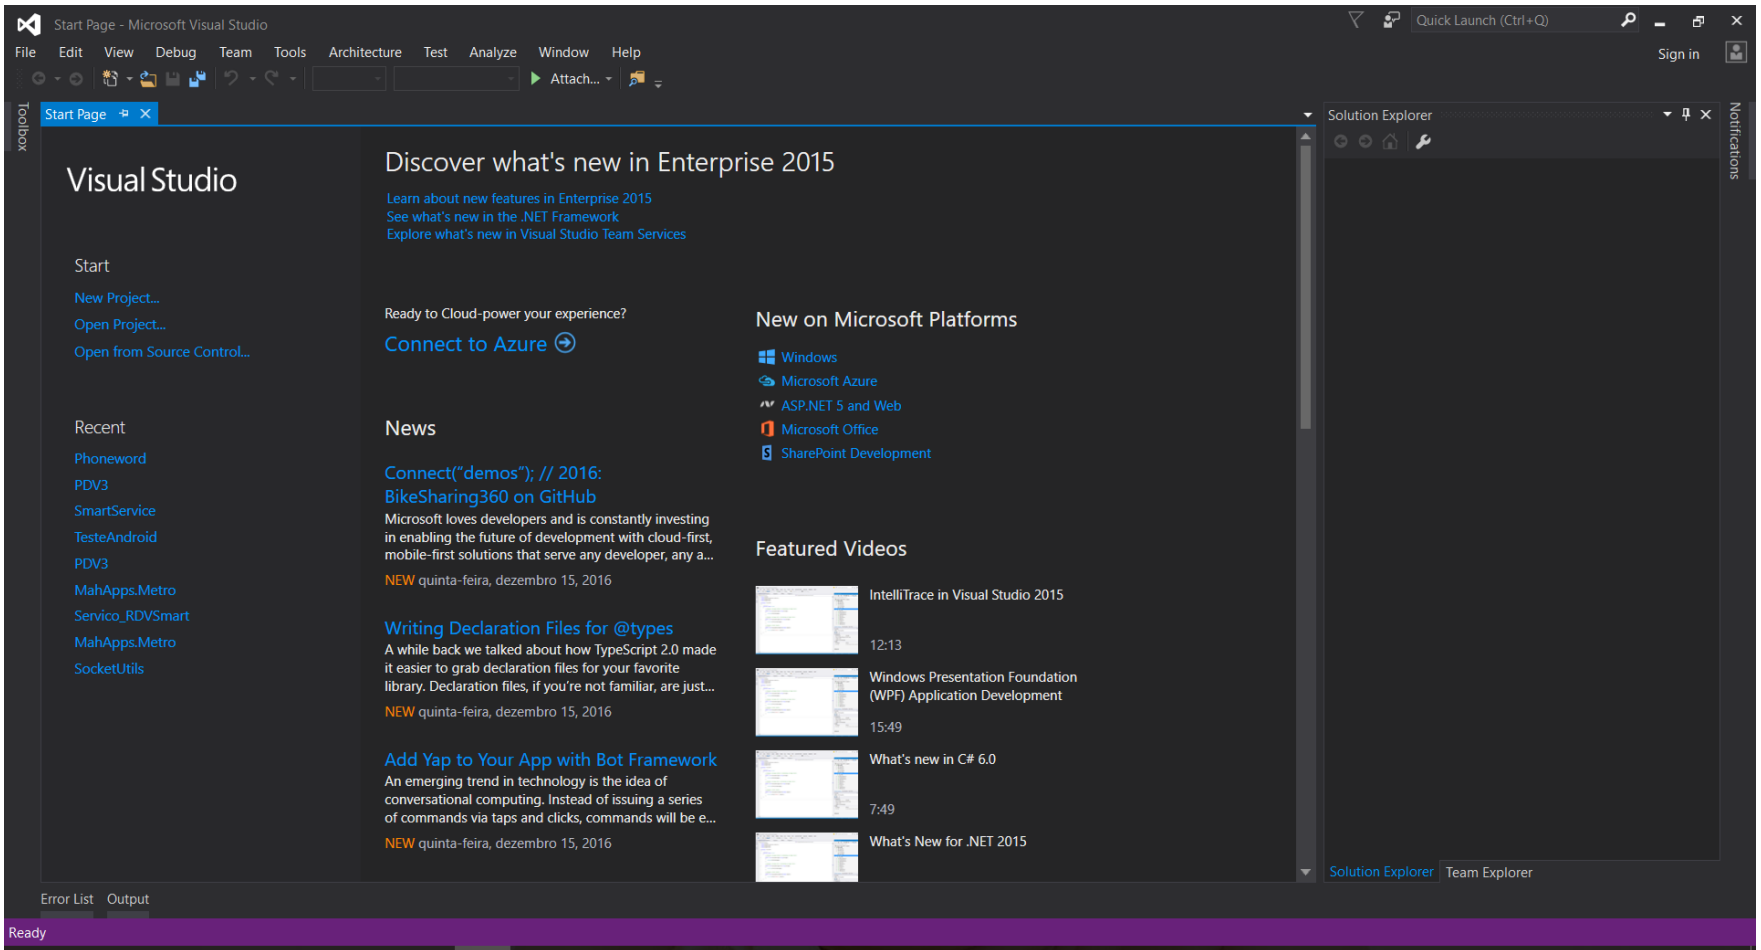 Start Page - Microsoft Visual Studio
Quick Launch (Ctrl+Q)
File Edit View Debug Team Tools Architecture Test Analyze Window Help
Sign in
Attach...
Toolbox
Start Page
Solution Explorer
Notifications
Visual Studio
Start
New Project...
Open Project...
Open from Source Control...
Recent
Phoneword
PDV3
SmartService
TesteAndroid
PDV3
MahApps.Metro
Servico_RDVSmart
MahApps.Metro
SocketUtils
Discover what's new in Enterprise 2015
Learn about new features in Enterprise 2015
See what's new in the .NET Framework
Explore what's new in Visual Studio Team Services
Ready to Cloud-power your experience?
Connect to Azure
News
Connect(“demos”); // 2016:
BikeSharing360 on GitHub
Microsoft loves developers and is constantly investing
in enabling the future of development with cloud-first,
mobile-first solutions that serve any developer, any a...
NEW quinta-feira, dezembro 15, 2016
Writing Declaration Files for @types
A while back we talked about how TypeScript 2.0 made
it easier to grab declaration files for your favorite
library. Declaration files, if you’re not familiar, are just...
NEW quinta-feira, dezembro 15, 2016
Add Yap to Your App with Bot Framework
An emerging trend in technology is the idea of
conversational computing. Instead of issuing a series
of commands via taps and clicks, commands will be e...
NEW quinta-feira, dezembro 15, 2016
New on Microsoft Platforms
Windows
Microsoft Azure
ASP.NET 5 and Web
Microsoft Office
SharePoint Development
Featured Videos
IntelliTrace in Visual Studio 2015
12:13
Windows Presentation Foundation
(WPF) Application Development
15:49
What's new in C# 6.0
7:49
What's New for .NET 2015
Solution Explorer Team Explorer
Error List Output
Ready